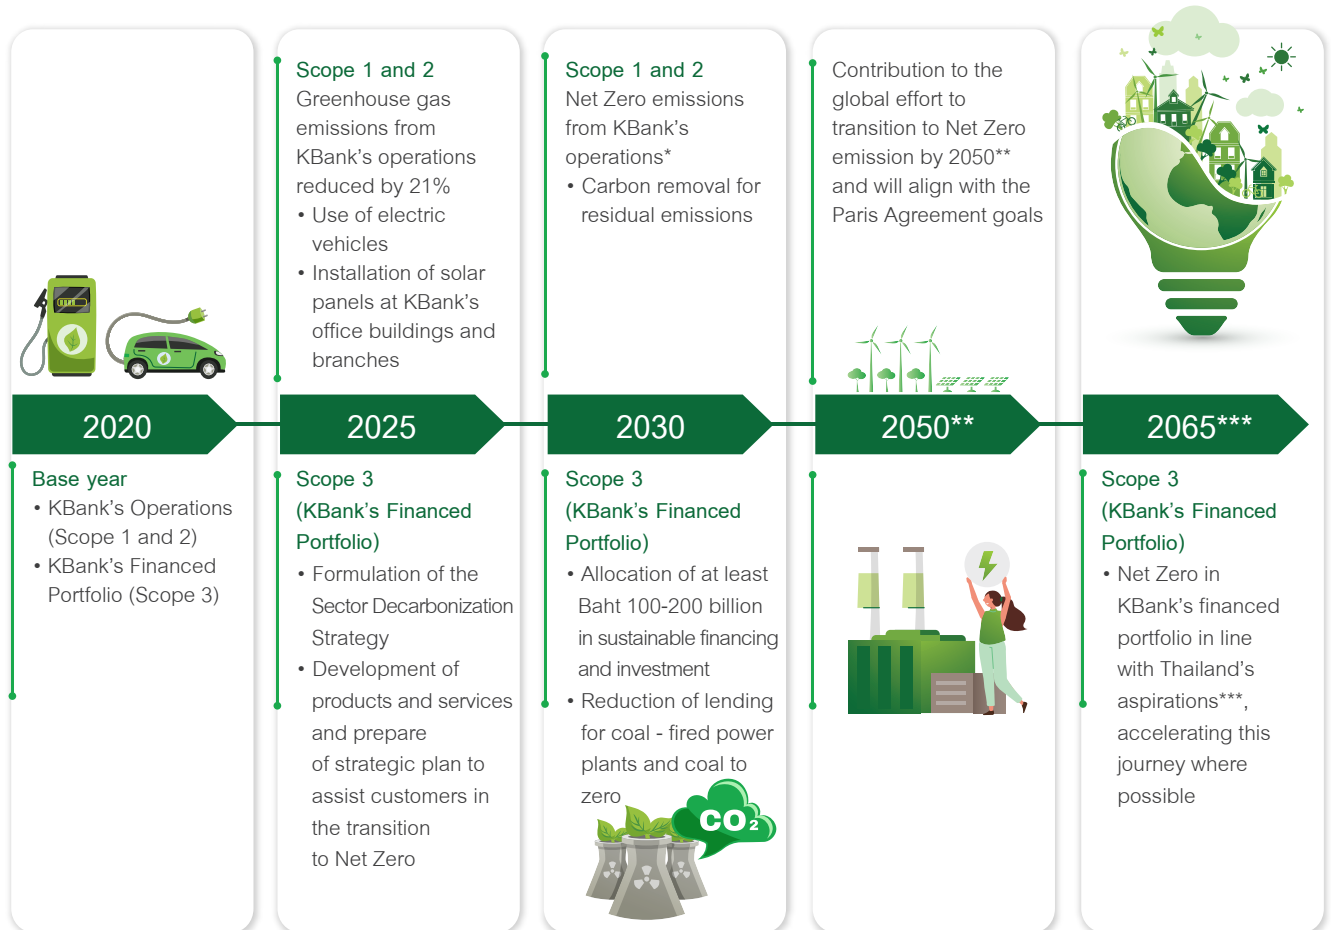 Scope 1 and 2
Greenhouse gas
emissions from
KBank's operations
reduced by 21%
• Use of electric
vehicles
• Installation of solar
panels at KBank's
office buildings and
branches
Scope 1 and 2
Net Zero emissions
from KBank's
operations*
• Carbon removal for
residual emissions
Contribution to the
global effort to
transition to Net Zero
emission by 2050**
and will align with the
Paris Agreement goals
2020
2025
2030
2050**
2065***
Base year
• KBank's Operations
(Scope 1 and 2)
• KBank's Financed
Portfolio (Scope 3)
Scope 3
(KBank's Financed
Portfolio)
• Formulation of the
Sector Decarbonization
Strategy
• Development of
products and services
and prepare
of strategic plan to
assist customers in
the transition
to Net Zero
Scope 3
(KBank's Financed
Portfolio)
• Allocation of at least
Baht 100-200 billion
in sustainable financing
and investment
• Reduction of lending
for coal - fired power
plants and coal to
zero
CO₂
Scope 3
(KBank's Financed
Portfolio)
• Net Zero in
KBank's financed
portfolio in line
with Thailand's
aspirations***,
accelerating this
journey where
possible